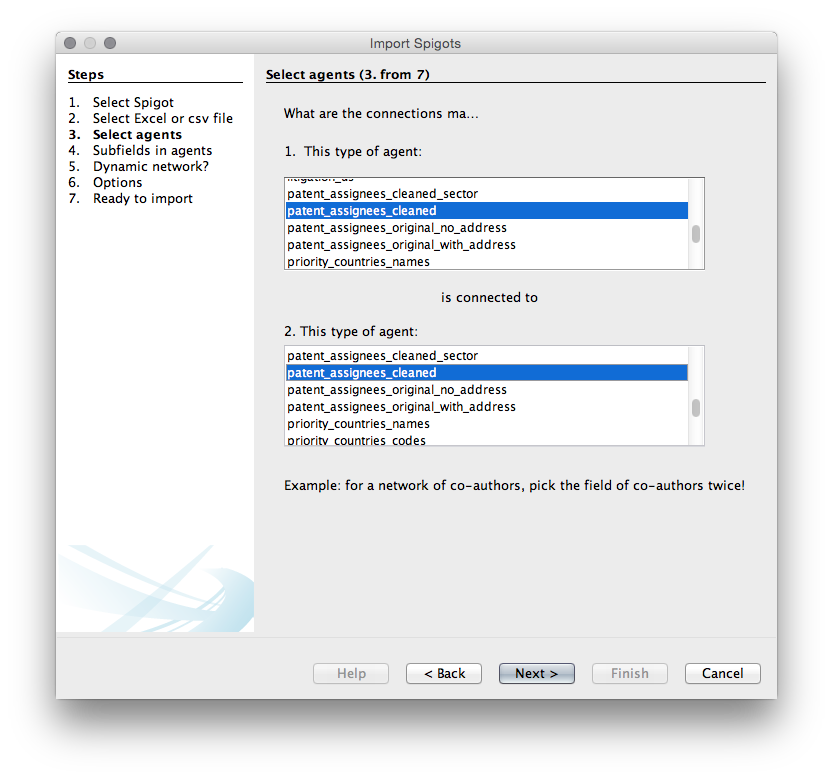 Import Spigots
Steps
1. Select Spigot
2. Select Excel or csv file
3. Select agents
4. Subfields in agents
5. Dynamic network?
6. Options
7. Ready to import
Select agents (3. from 7)
What are the connections ma...
1. This type of agent:
litigation_us
patent_assignees_cleaned_sector
patent_assignees_cleaned
patent_assignees_original_no_address
patent_assignees_original_with_address
priority_countries_names
is connected to
2. This type of agent:
patent_assignees_cleaned_sector
patent_assignees_cleaned
patent_assignees_original_no_address
patent_assignees_original_with_address
priority_countries_names
priority_countries_codes
Example: for a network of co-authors, pick the field of co-authors twice!
Help
< Back
Next >
Finish
Cancel